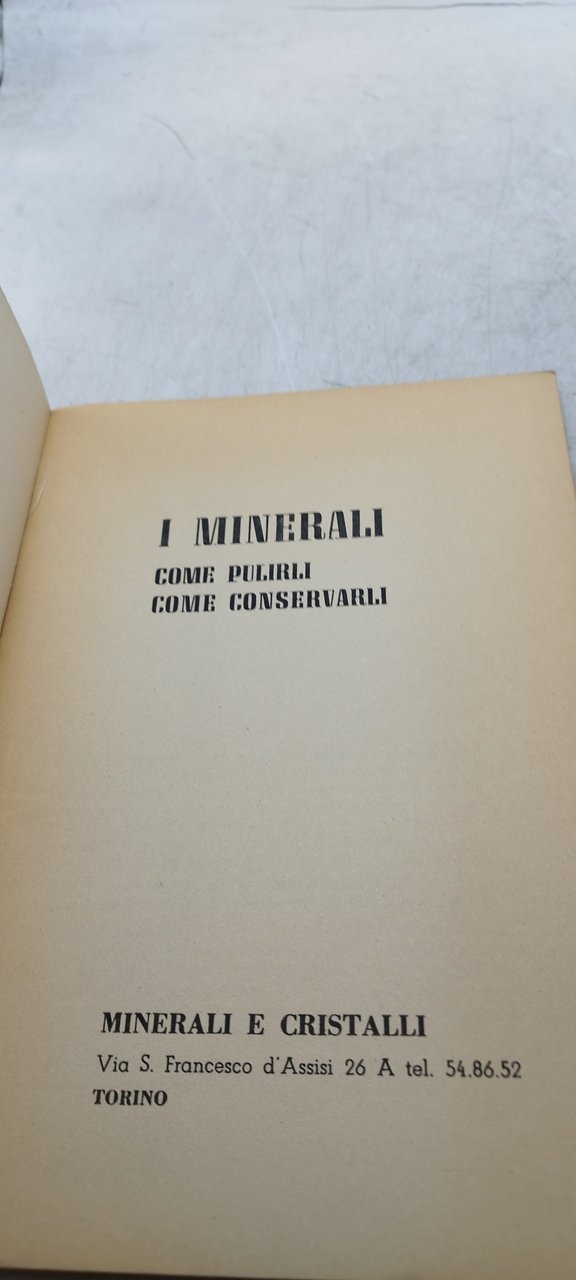 I MINERALI
COME PULIRLI
COME CONSERVARLI
MINERALI E CRISTALLI
Via S. Francesco d'Assisi 26 A tel. 54.86.52
TORINO